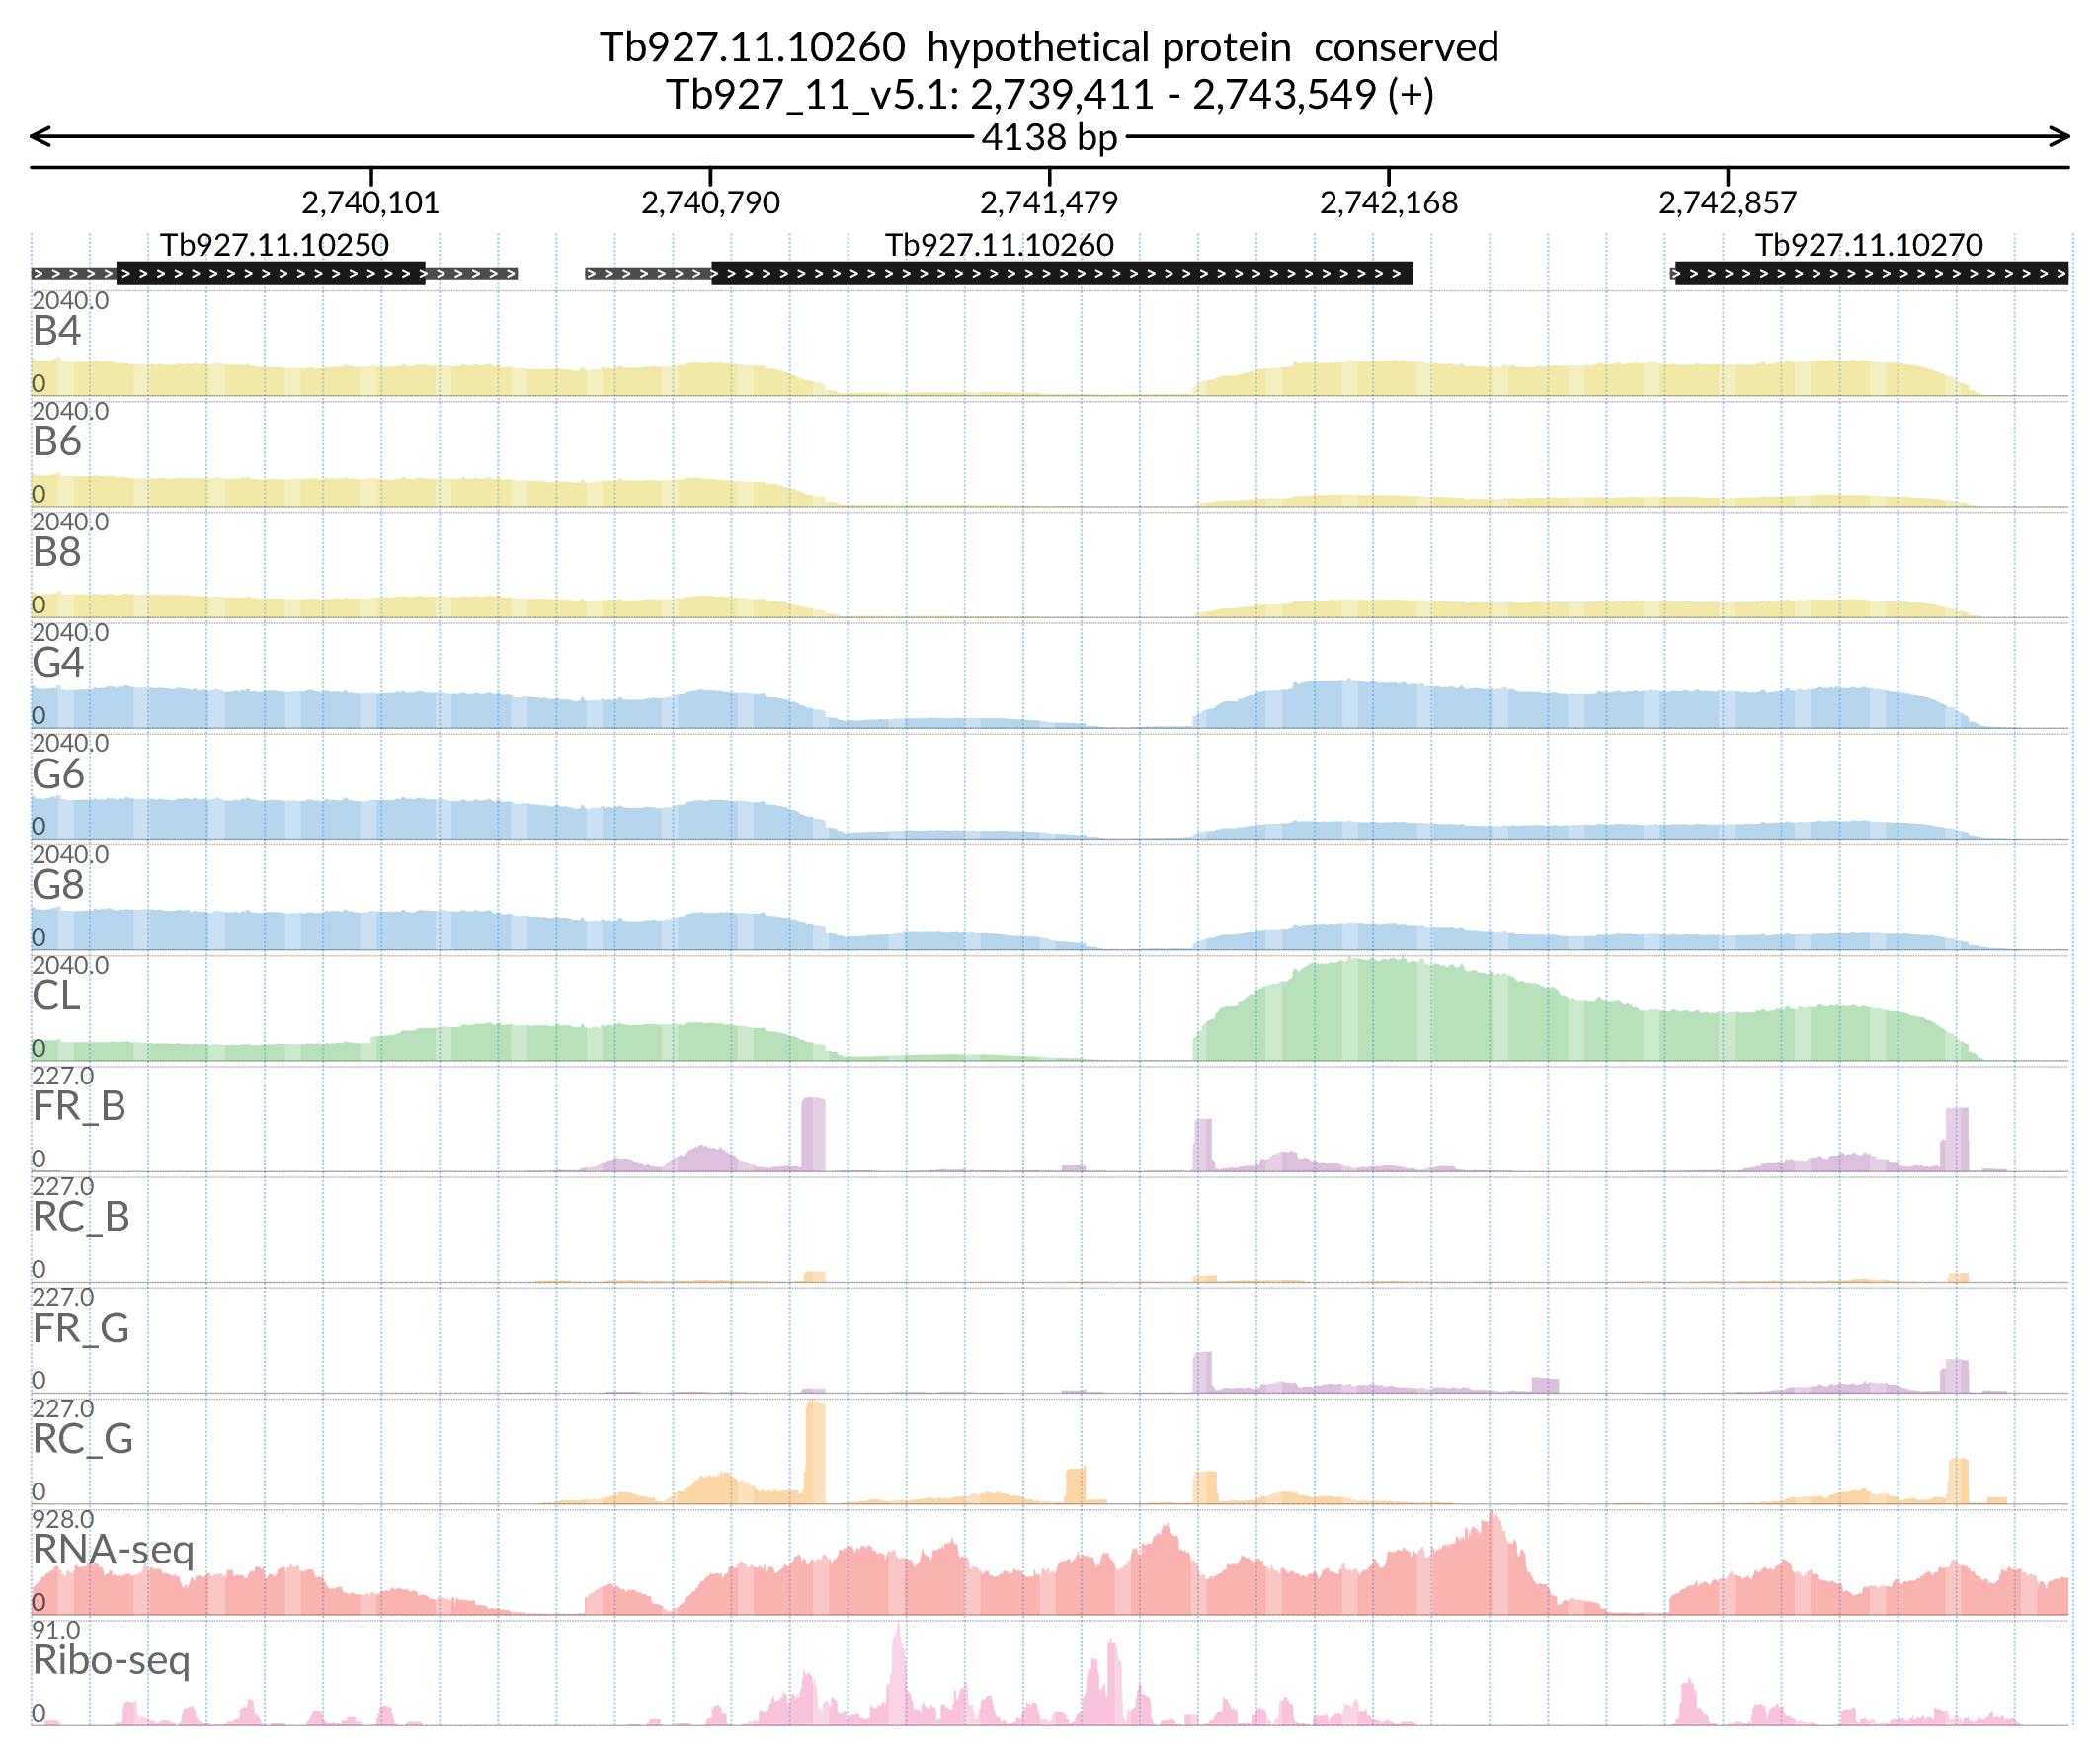 Tb927.11.10260 hypothetical protein conserved
Tb927_11_v5.1: 2,739,411 - 2,743,549 (+)
4138 bp
2,740,101 2,740,790 2,741,479 2,742,168 2,742,857
Tb927.11.10250 Tb927.11.10260 Tb927.11.10270
2040.0
B4
0
2040.0
B6
0
2040.0
B8
0
2040.0
G4
0
2040.0
G6
0
2040.0
G8
0
2040.0
CL
0
227.0
FR_B
0
227.0
RC_B
0
227.0
FR_G
0
227.0
RC_G
0
928.0
RNA-seq
0
91.0
Ribo-seq
0